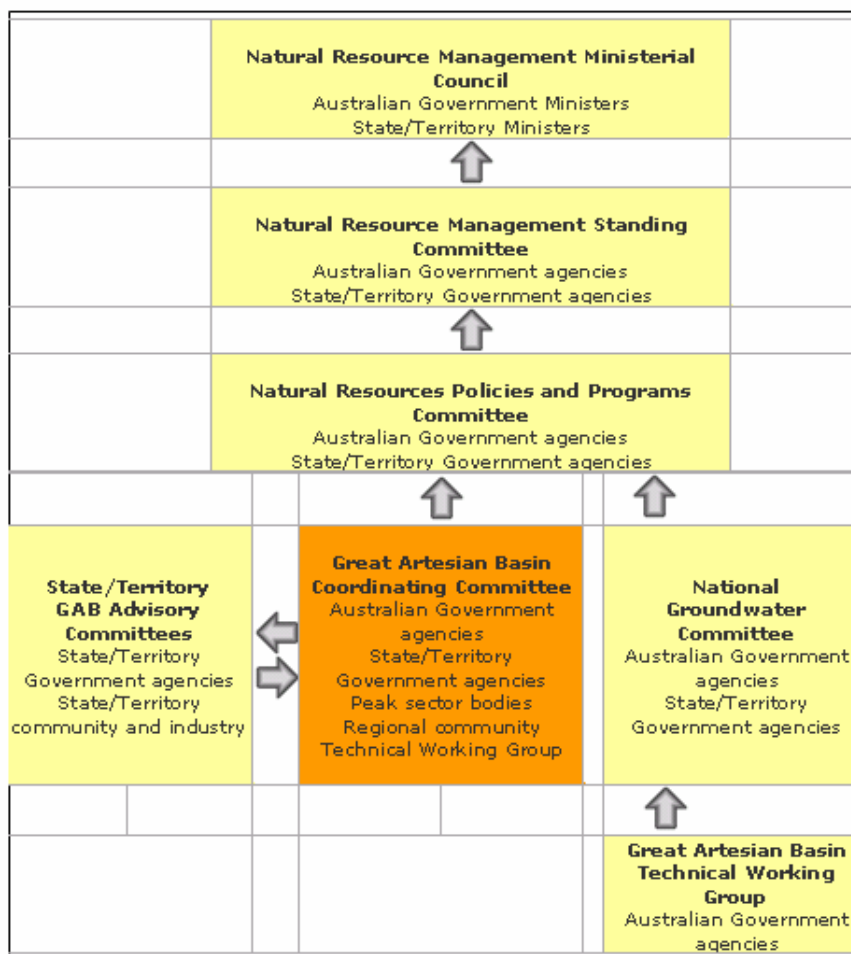 Natural Resource Management Ministerial
Council
Australian Government Ministers
State/Territory Ministers
Natural Resource Management Standing
Committee
Australian Government agencies
State/Territory Government agencies
Natural Resources Policies and Programs
Committee
Australian Government agencies
State/Territory Government agencies
State/Territory
GAB Advisory
Committees
State/Territory
Government agencies
State/Territory
community and industry
Great Artesian Basin
Coordinating Committee
Australian Government
agencies
State/Territory
Government agencies
Peak sector bodies
Regional community
Technical Working Group
National
Groundwater
Committee
Australian Government
agencies
State/Territory
Government agencies
Great Artesian Basin
Technical Working
Group
Australian Government
agencies